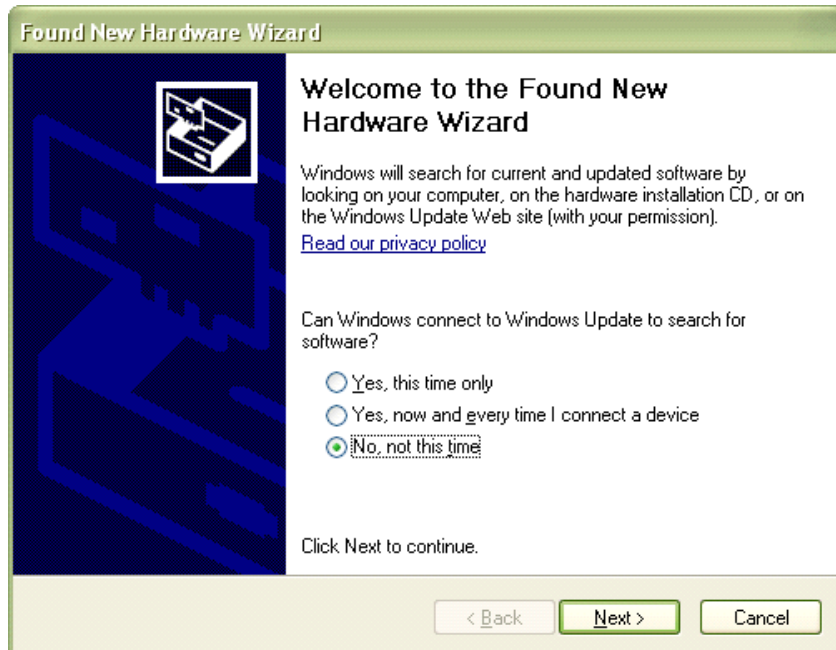 Found New Hardware Wizard
Welcome to the Found New
Hardware Wizard
Windows will search for current and updated software by
looking on your computer, on the hardware installation CD, or on
the Windows Update Web site (with your permission).
Read our privacy policy
Can Windows connect to Windows Update to search for
software?
Yes, this time only
Yes, now and every time I connect a device
No, not this time
Click Next to continue.
< Back
Next >
Cancel